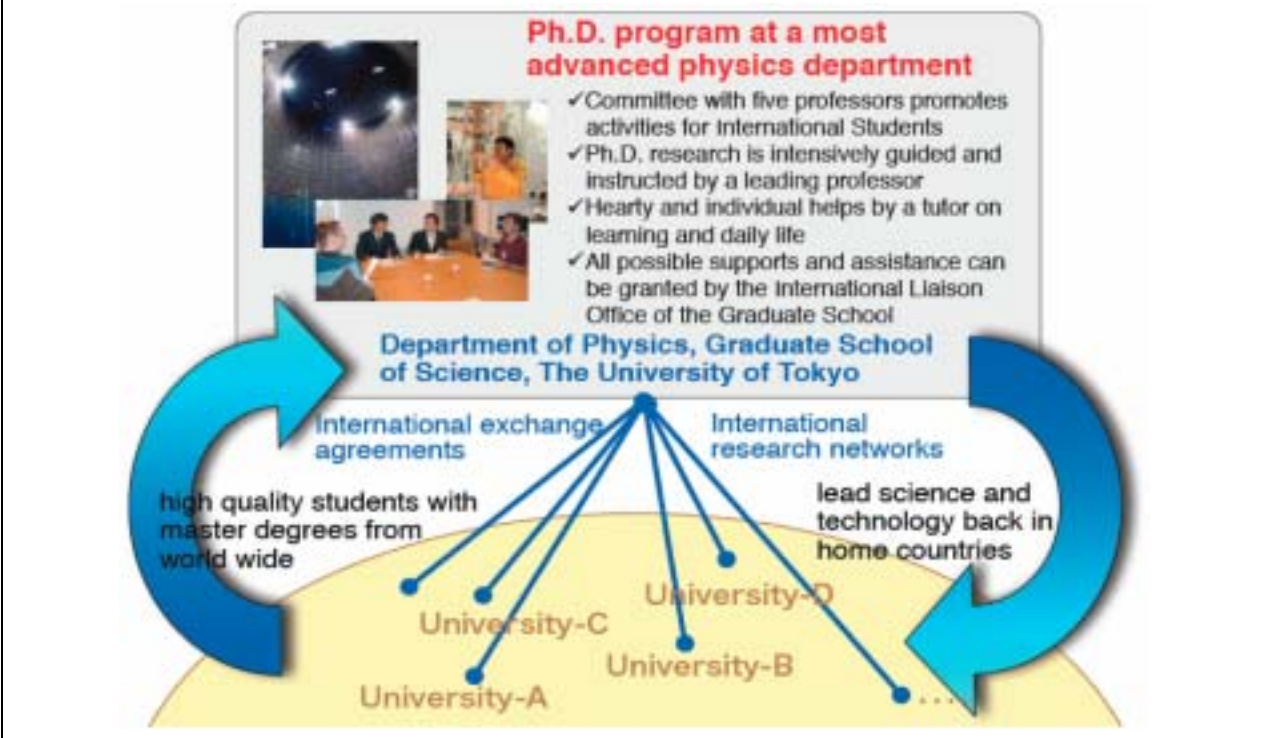 Ph.D. program at a most
advanced physics department
✓Committee with five professors promotes
activities for International Students
✓Ph.D. research is intensively guided and
instructed by a leading professor
✓Hearty and individual helps by a tutor on
learning and daily life
✓All possible supports and assistance can
be granted by the International Liaison
Office of the Graduate School
Department of Physics, Graduate School
of Science, The University of Tokyo
International exchange
agreements
International
research networks
high quality students with
master degrees from
world wide
lead science and
technology back in
home countries
University-D
University-C
University-B
University-A
....